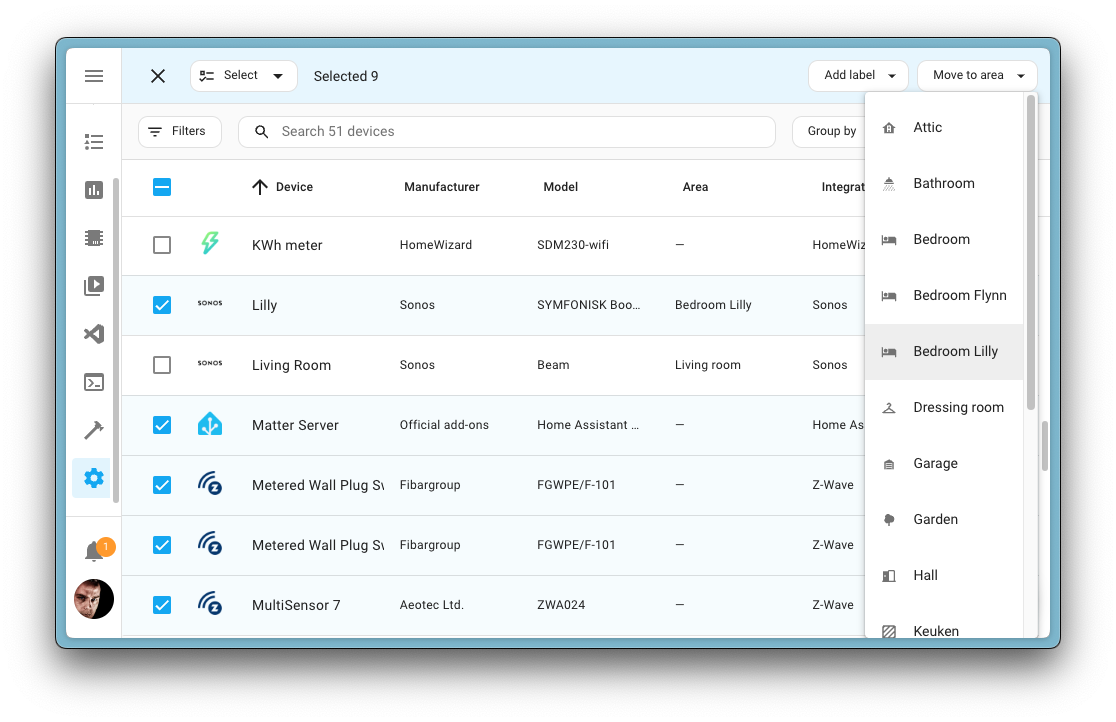 Select
Selected 9
Add label
Move to area
Filters
Search 51 devices
Group by
Device Manufacturer Model Area Integrat
KWh meter HomeWizard SDM230-wifi — HomeWiz
SONOS Lilly Sonos SYMFONISK Boo… Bedroom Lilly Sonos
SONOS Living Room Sonos Beam Living room Sonos
Matter Server Official add-ons Home Assistant … — Home As
Metered Wall Plug Sw Fibargroup FGWPE/F-101 — Z-Wave
Metered Wall Plug Sw Fibargroup FGWPE/F-101 — Z-Wave
MultiSensor 7 Aeotec Ltd. ZWA024 — Z-Wave
Attic
Bathroom
Bedroom
Bedroom Flynn
Bedroom Lilly
Dressing room
Garage
Garden
Hall
Keuken
1